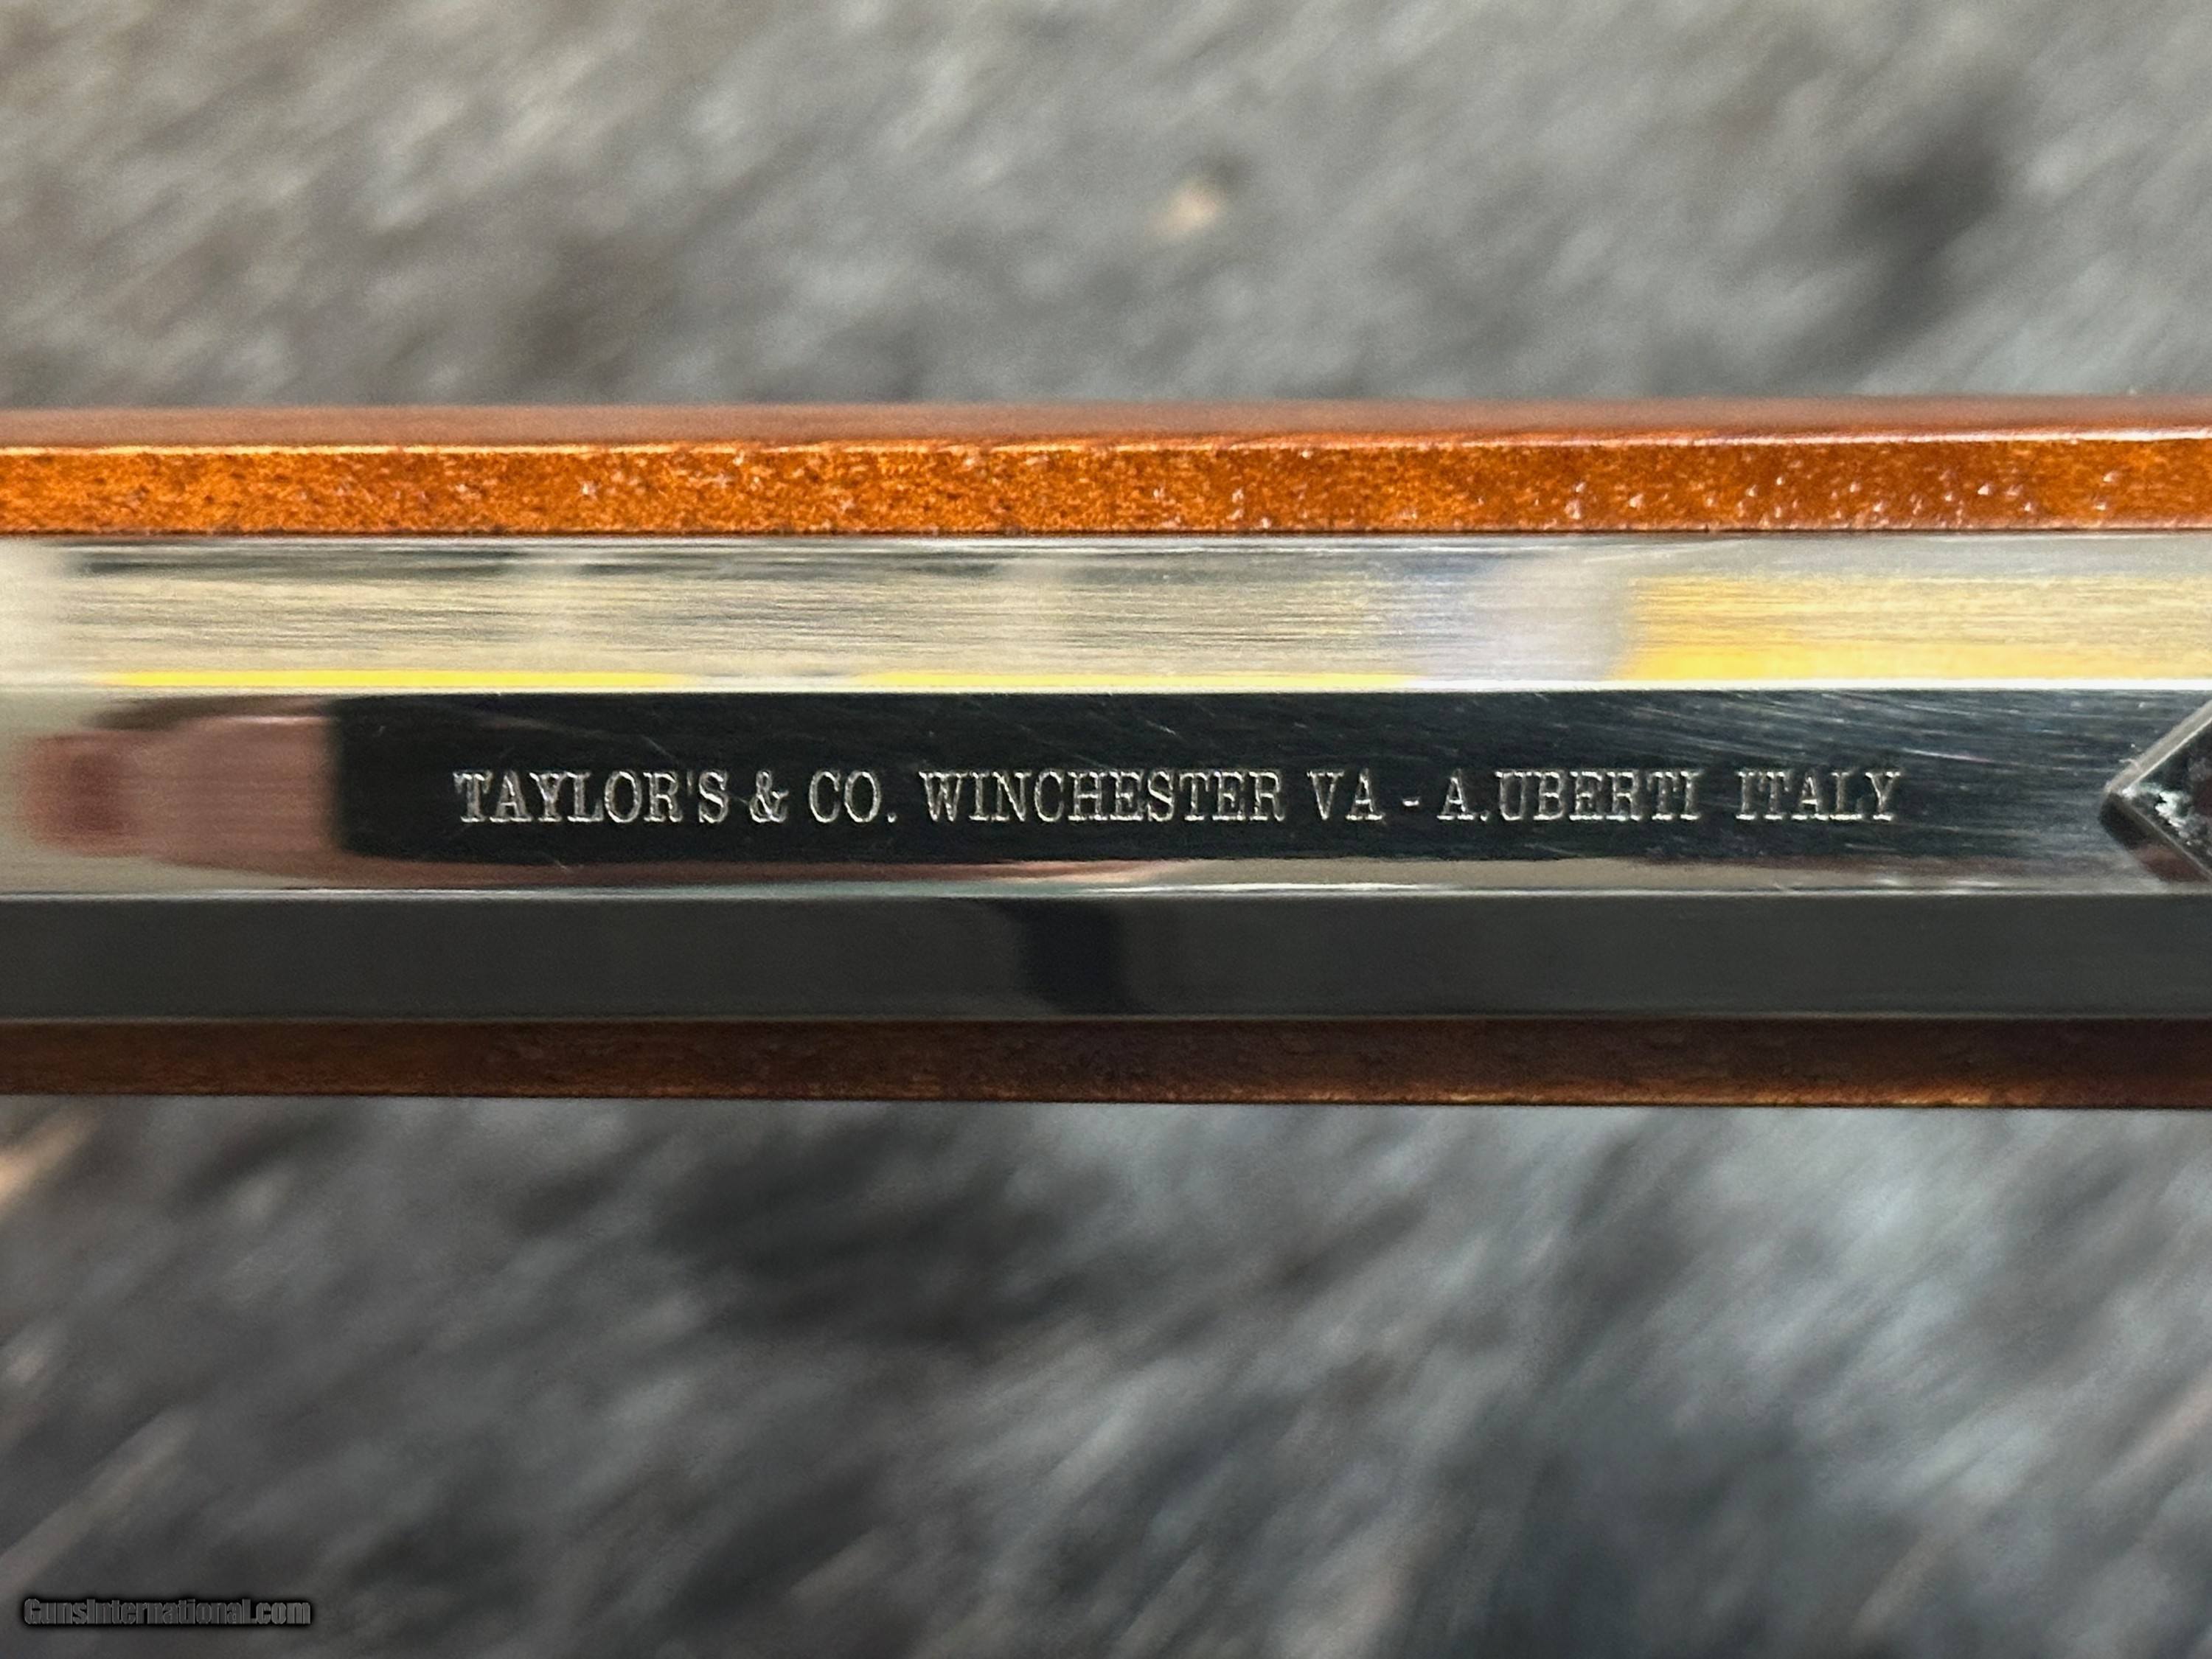 TAYLOR'S & CO. WINCHESTER VA - A.UBERTI ITALY
GunsInternational.com